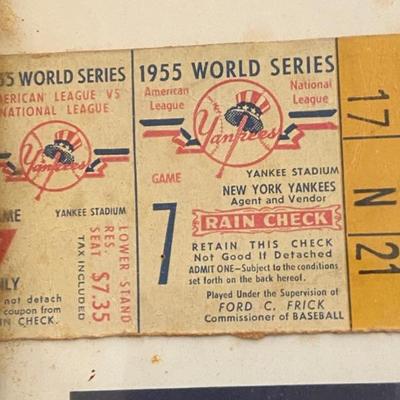 55 WORLD SERIES
AMERICAN LEAGUE VS
NATIONAL LEAGUE
Yankees
YANKEE STADIUM
7
LOWER STAND
RES
SEAT $7.35
TAX INCLUDED
not detach
coupon from
CHECK.
1955 WORLD SERIES
American
League
National
League
Yankees
YANKEE STADIUM
GAME
7
NEW YORK YANKEES
Agent and Vendor
RAIN CHECK
RETAIN THIS CHECK
Not Good if Detached
ADMIT ONE—Subject to the conditions
set forth on the back hereof.
Played Under the Supervision of
FORD C. FRICK
Commissioner of BASEBALL
17
N
21